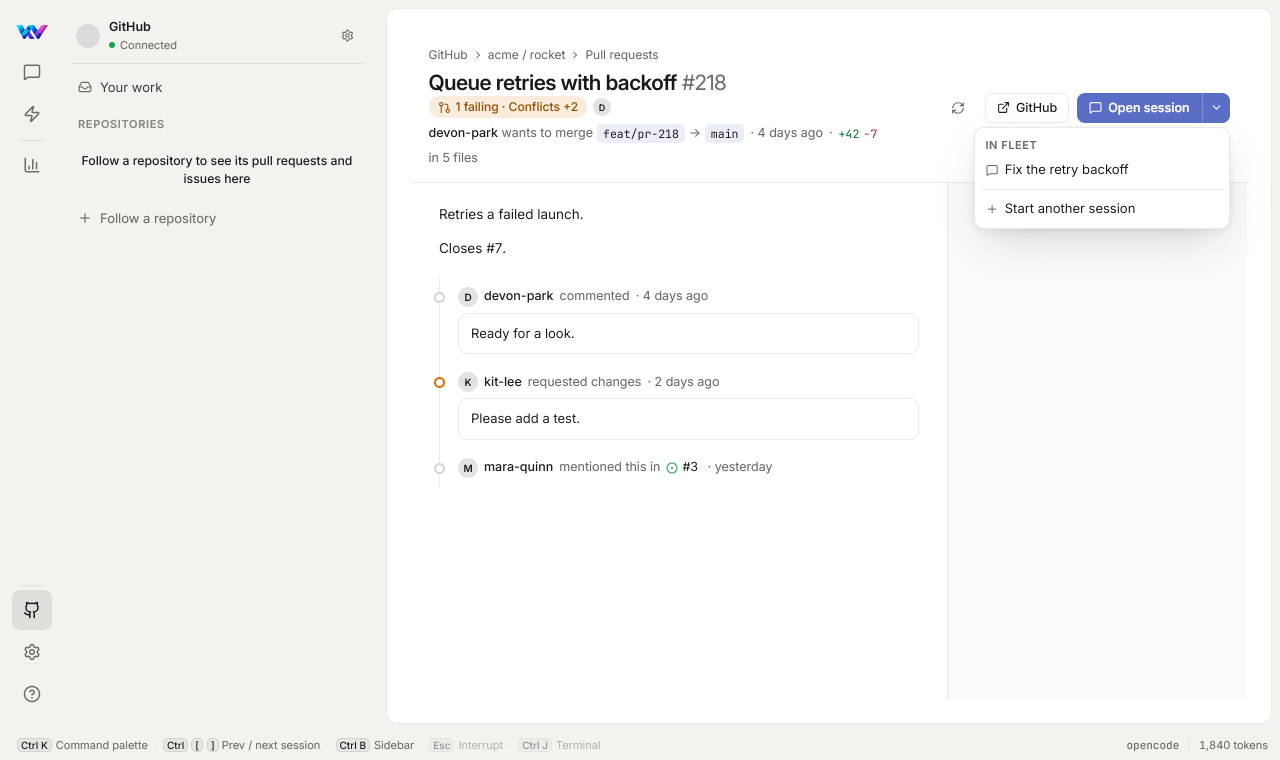 GitHub
Connected
Your work
REPOSITORIES
Follow a repository to see its pull requests and
issues here
Follow a repository
GitHub > acme / rocket > Pull requests
Queue retries with backoff #218
1 failing · Conflicts +2 D
GitHub
Open session
devon-park wants to merge feat/pr-218 → main · 4 days ago · +42 -7
in 5 files
IN FLEET
Fix the retry backoff
Start another session
Retries a failed launch.
Closes #7.
D devon-park commented · 4 days ago
Ready for a look.
K kit-lee requested changes · 2 days ago
Please add a test.
M mara-quinn mentioned this in #3 · yesterday
Ctrl K Command palette · Ctrl [ ] Prev / next session · Ctrl B Sidebar · Esc Interrupt · Ctrl J Terminal
opencode 1,840 tokens